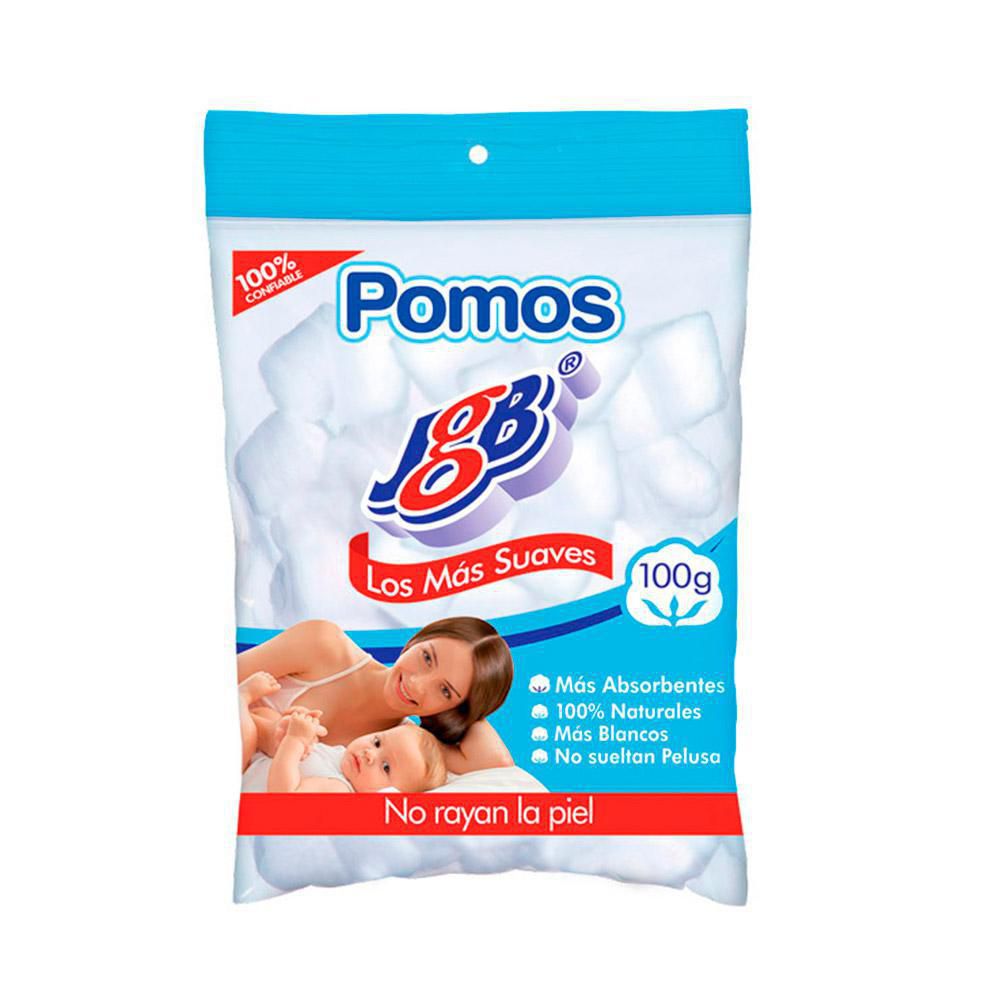 100%
CONFIABLE
Pomos
JgB®
Los Más Suaves
100g
Más Absorbentes
100% Naturales
Más Blancos
No sueltan Pelusa
No rayan la piel